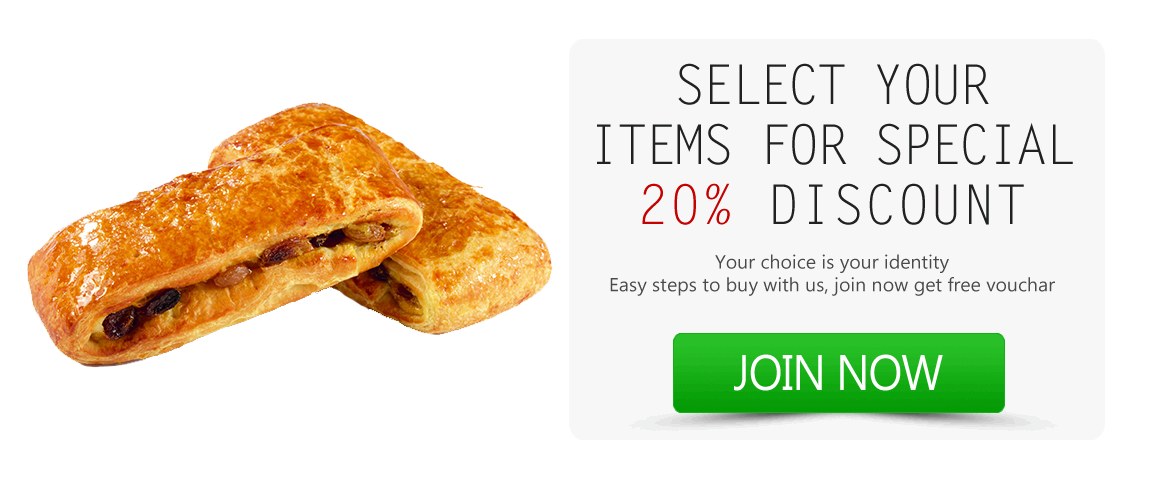 SELECT YOUR
ITEMS FOR SPECIAL
20% DISCOUNT
Your choice is your identity
Easy steps to buy with us, join now get free vouchar
JOIN NOW